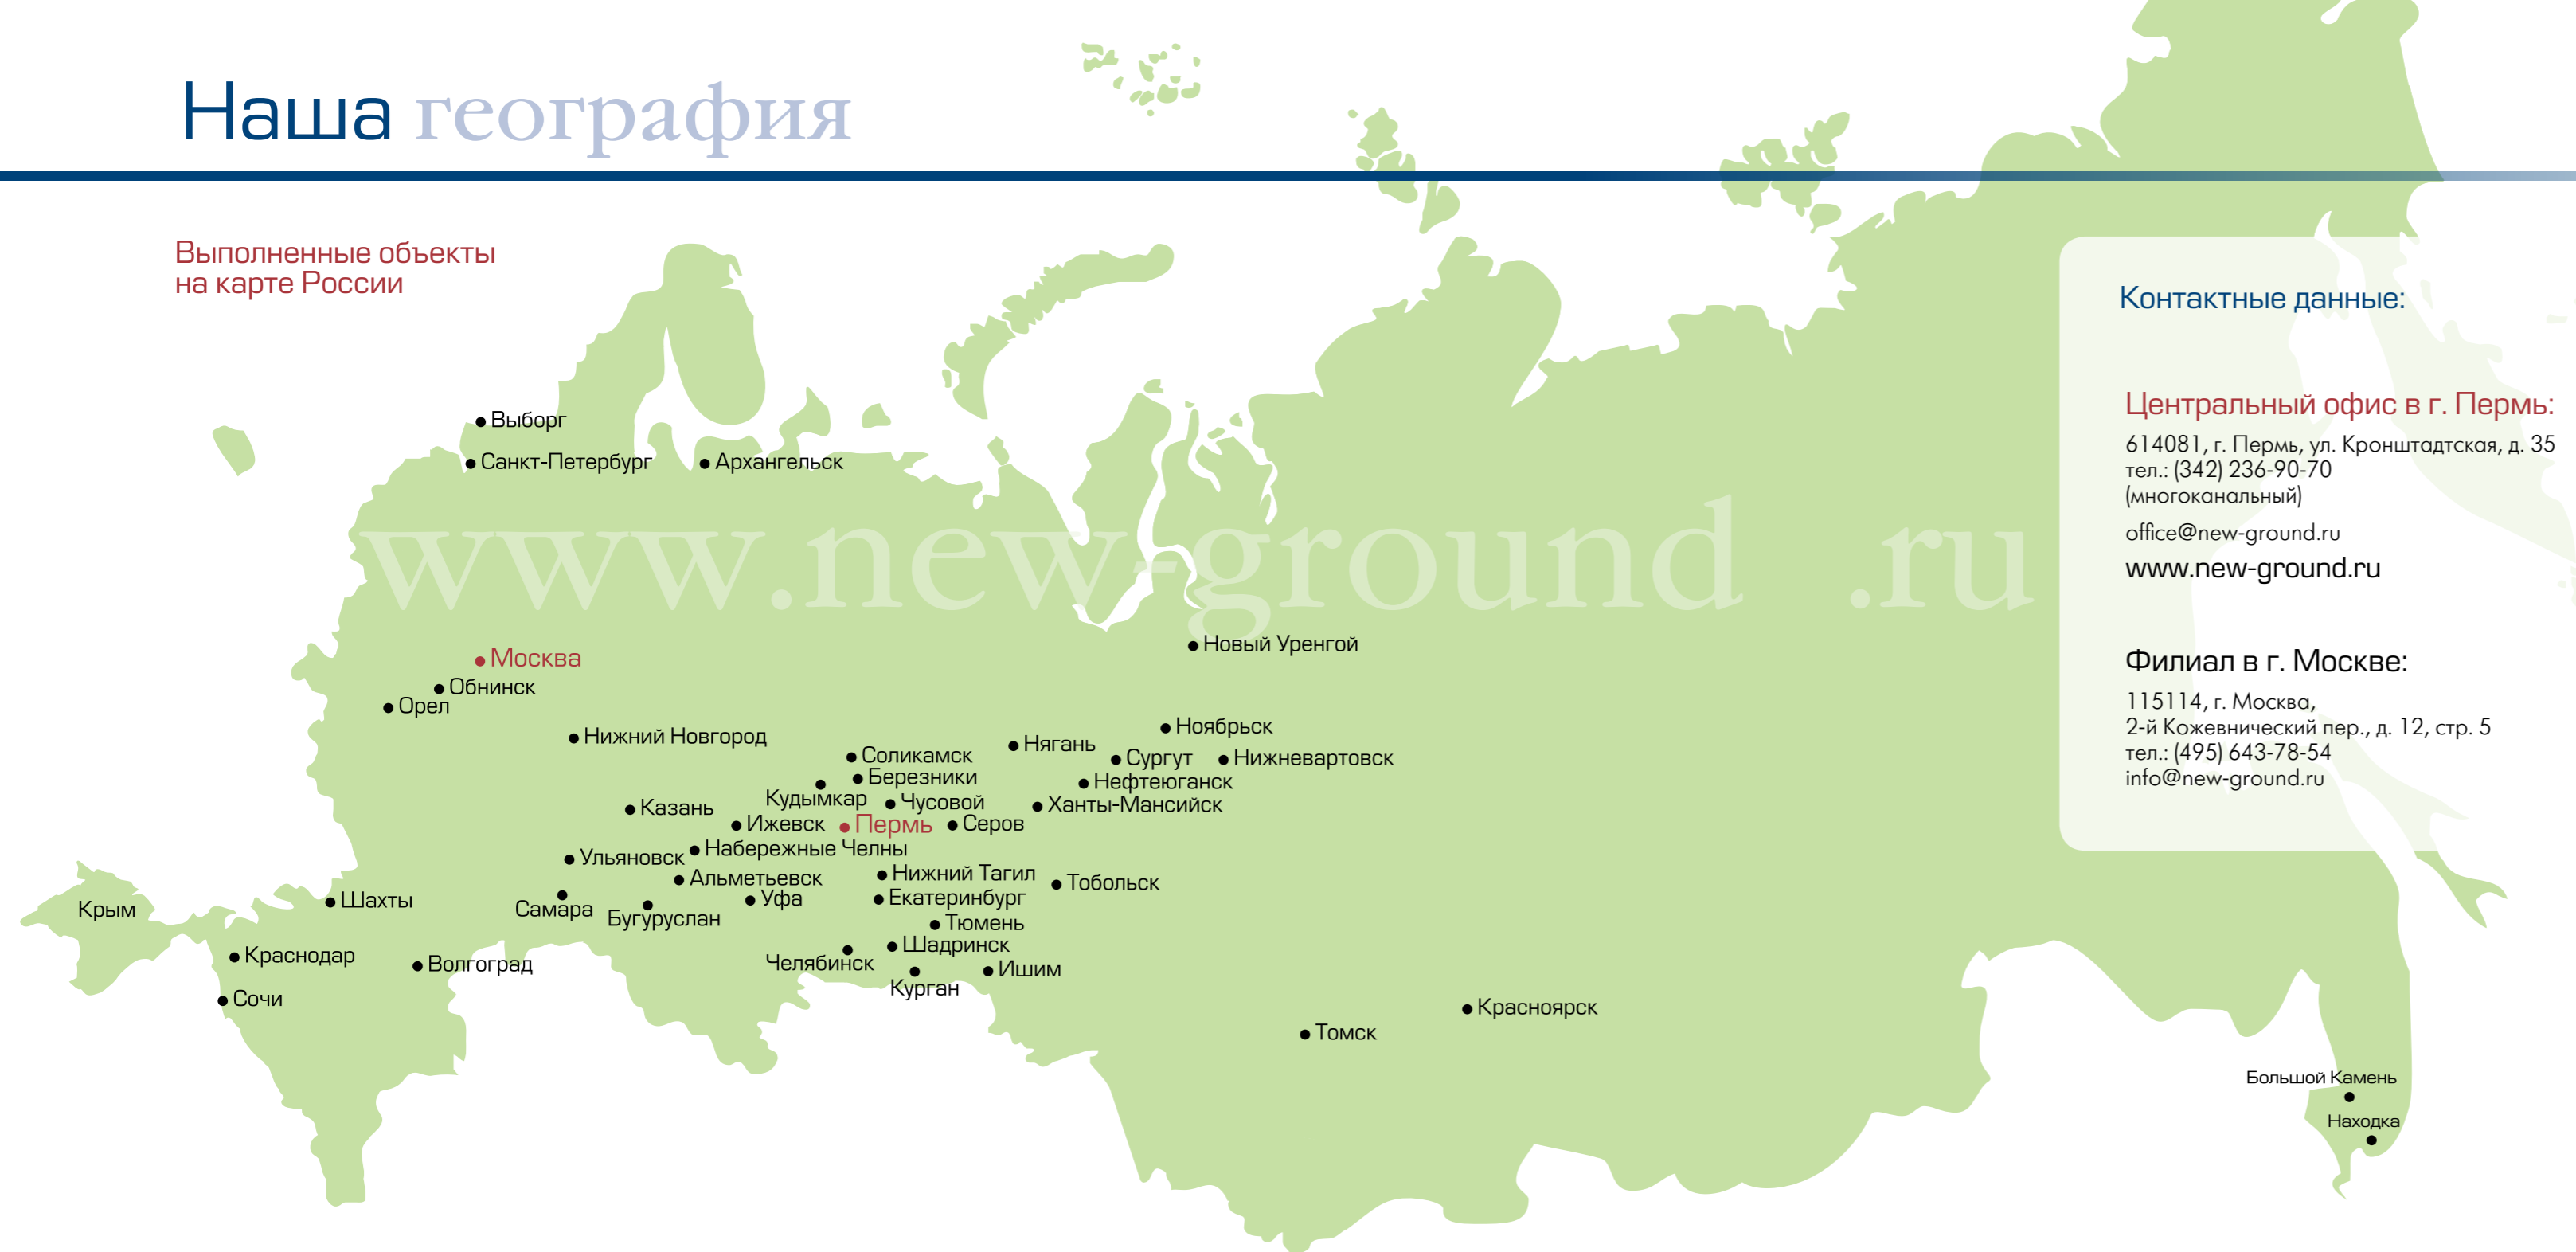 Наша география
Выполненные объекты
на карте России
www.new-ground .ru
Выборг
Санкт-Петербург
Архангельск
Москва
Обнинск
Орел
Новый Уренгой
Нижний Новгород
Ноябрьск
Нягань
Соликамск
Сургут
Нижневартовск
Березники
Нефтеюганск
Кудымкар
Чусовой
Ханты-Мансийск
Казань
Ижевск
Пермь
Серов
Набережные Челны
Ульяновск
Альметьевск
Нижний Тагил
Тобольск
Уфа
Екатеринбург
Самара
Бугуруслан
Крым
Шахты
Тюмень
Шадринск
Краснодар
Волгоград
Челябинск
Ишим
Курган
Сочи
Красноярск
Томск
Большой Камень
Находка
Контактные данные:
Центральный офис в г. Пермь:
614081, г. Пермь, ул. Кронштадтская, д. 35
тел.: (342) 236-90-70
(многоканальный)
office@new-ground.ru
www.new-ground.ru
Филиал в г. Москве:
115114, г. Москва,
2-й Кожевнический пер., д. 12, стр. 5
тел.: (495) 643-78-54
info@new-ground.ru